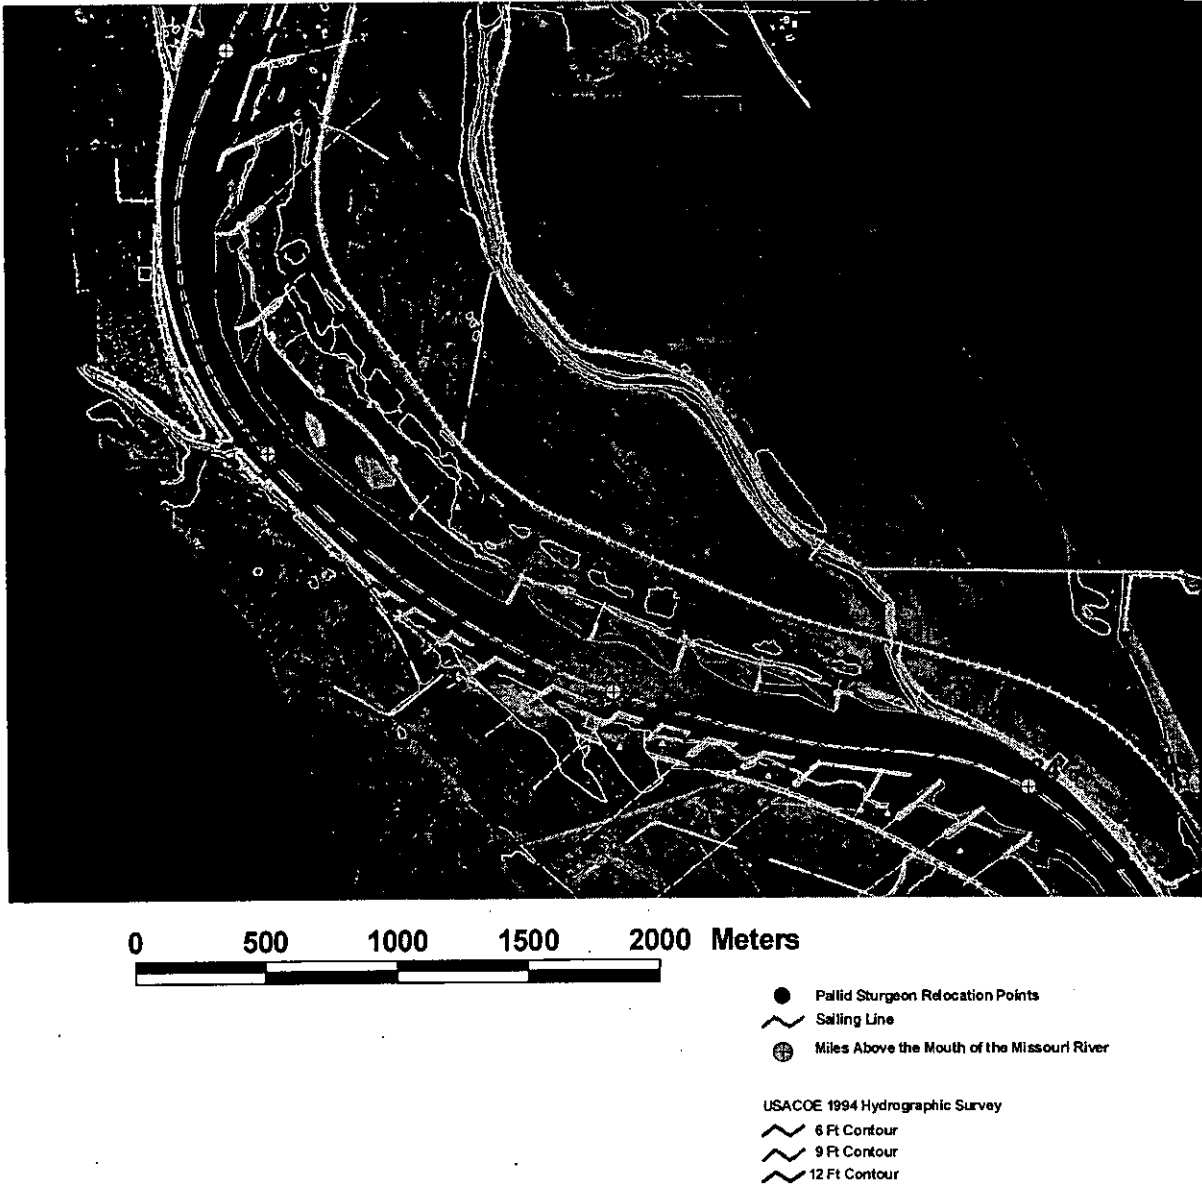 0 500 1000 1500 2000 Meters
Pallid Sturgeon Relocation Points
Sailing Line
Miles Above the Mouth of the Missouri River
USACOE 1994 Hydrographic Survey
6 Ft Contour
9 Ft Contour
12 Ft Contour